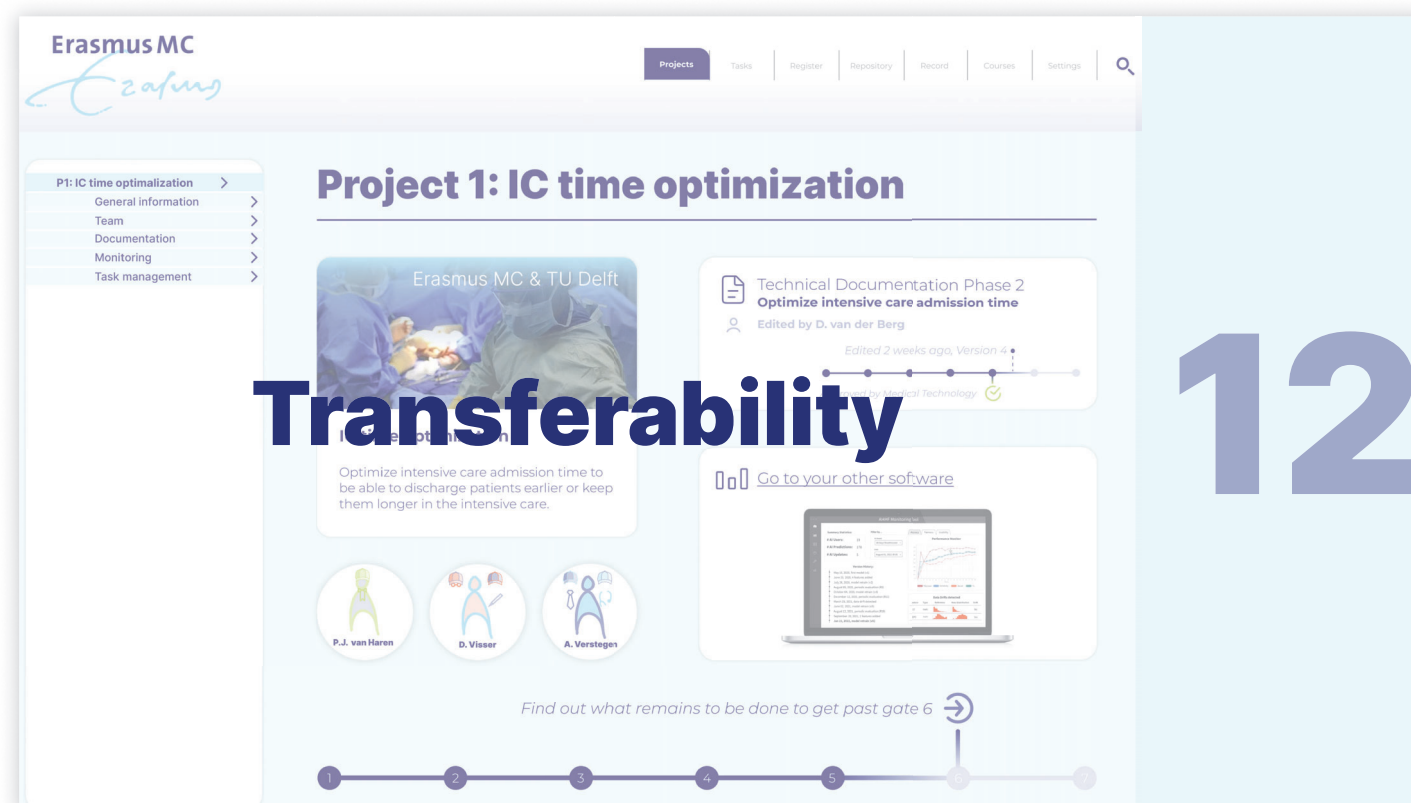 Erasmus MC
Erasmus
Projects
Tasks
Register
Repository
Record
Courses
Settings
P1: IC time optimalization
General information
Team
Documentation
Monitoring
Task management
Project 1: IC time optimization
Erasmus MC & TU Delft
Technical Documentation Phase 2
Optimize intensive care admission time
Edited by D. van der Berg
Edited 2 weeks ago, Version 4
by Medical Technology
Transferability
12
Optimize intensive care admission time to
be able to discharge patients earlier or keep
them longer in the intensive care.
Go to your other software
P.J. van Haren
D. Visser
A. Verstegen
Find out what remains to be done to get past gate 6
1
2
3
4
5
6
7